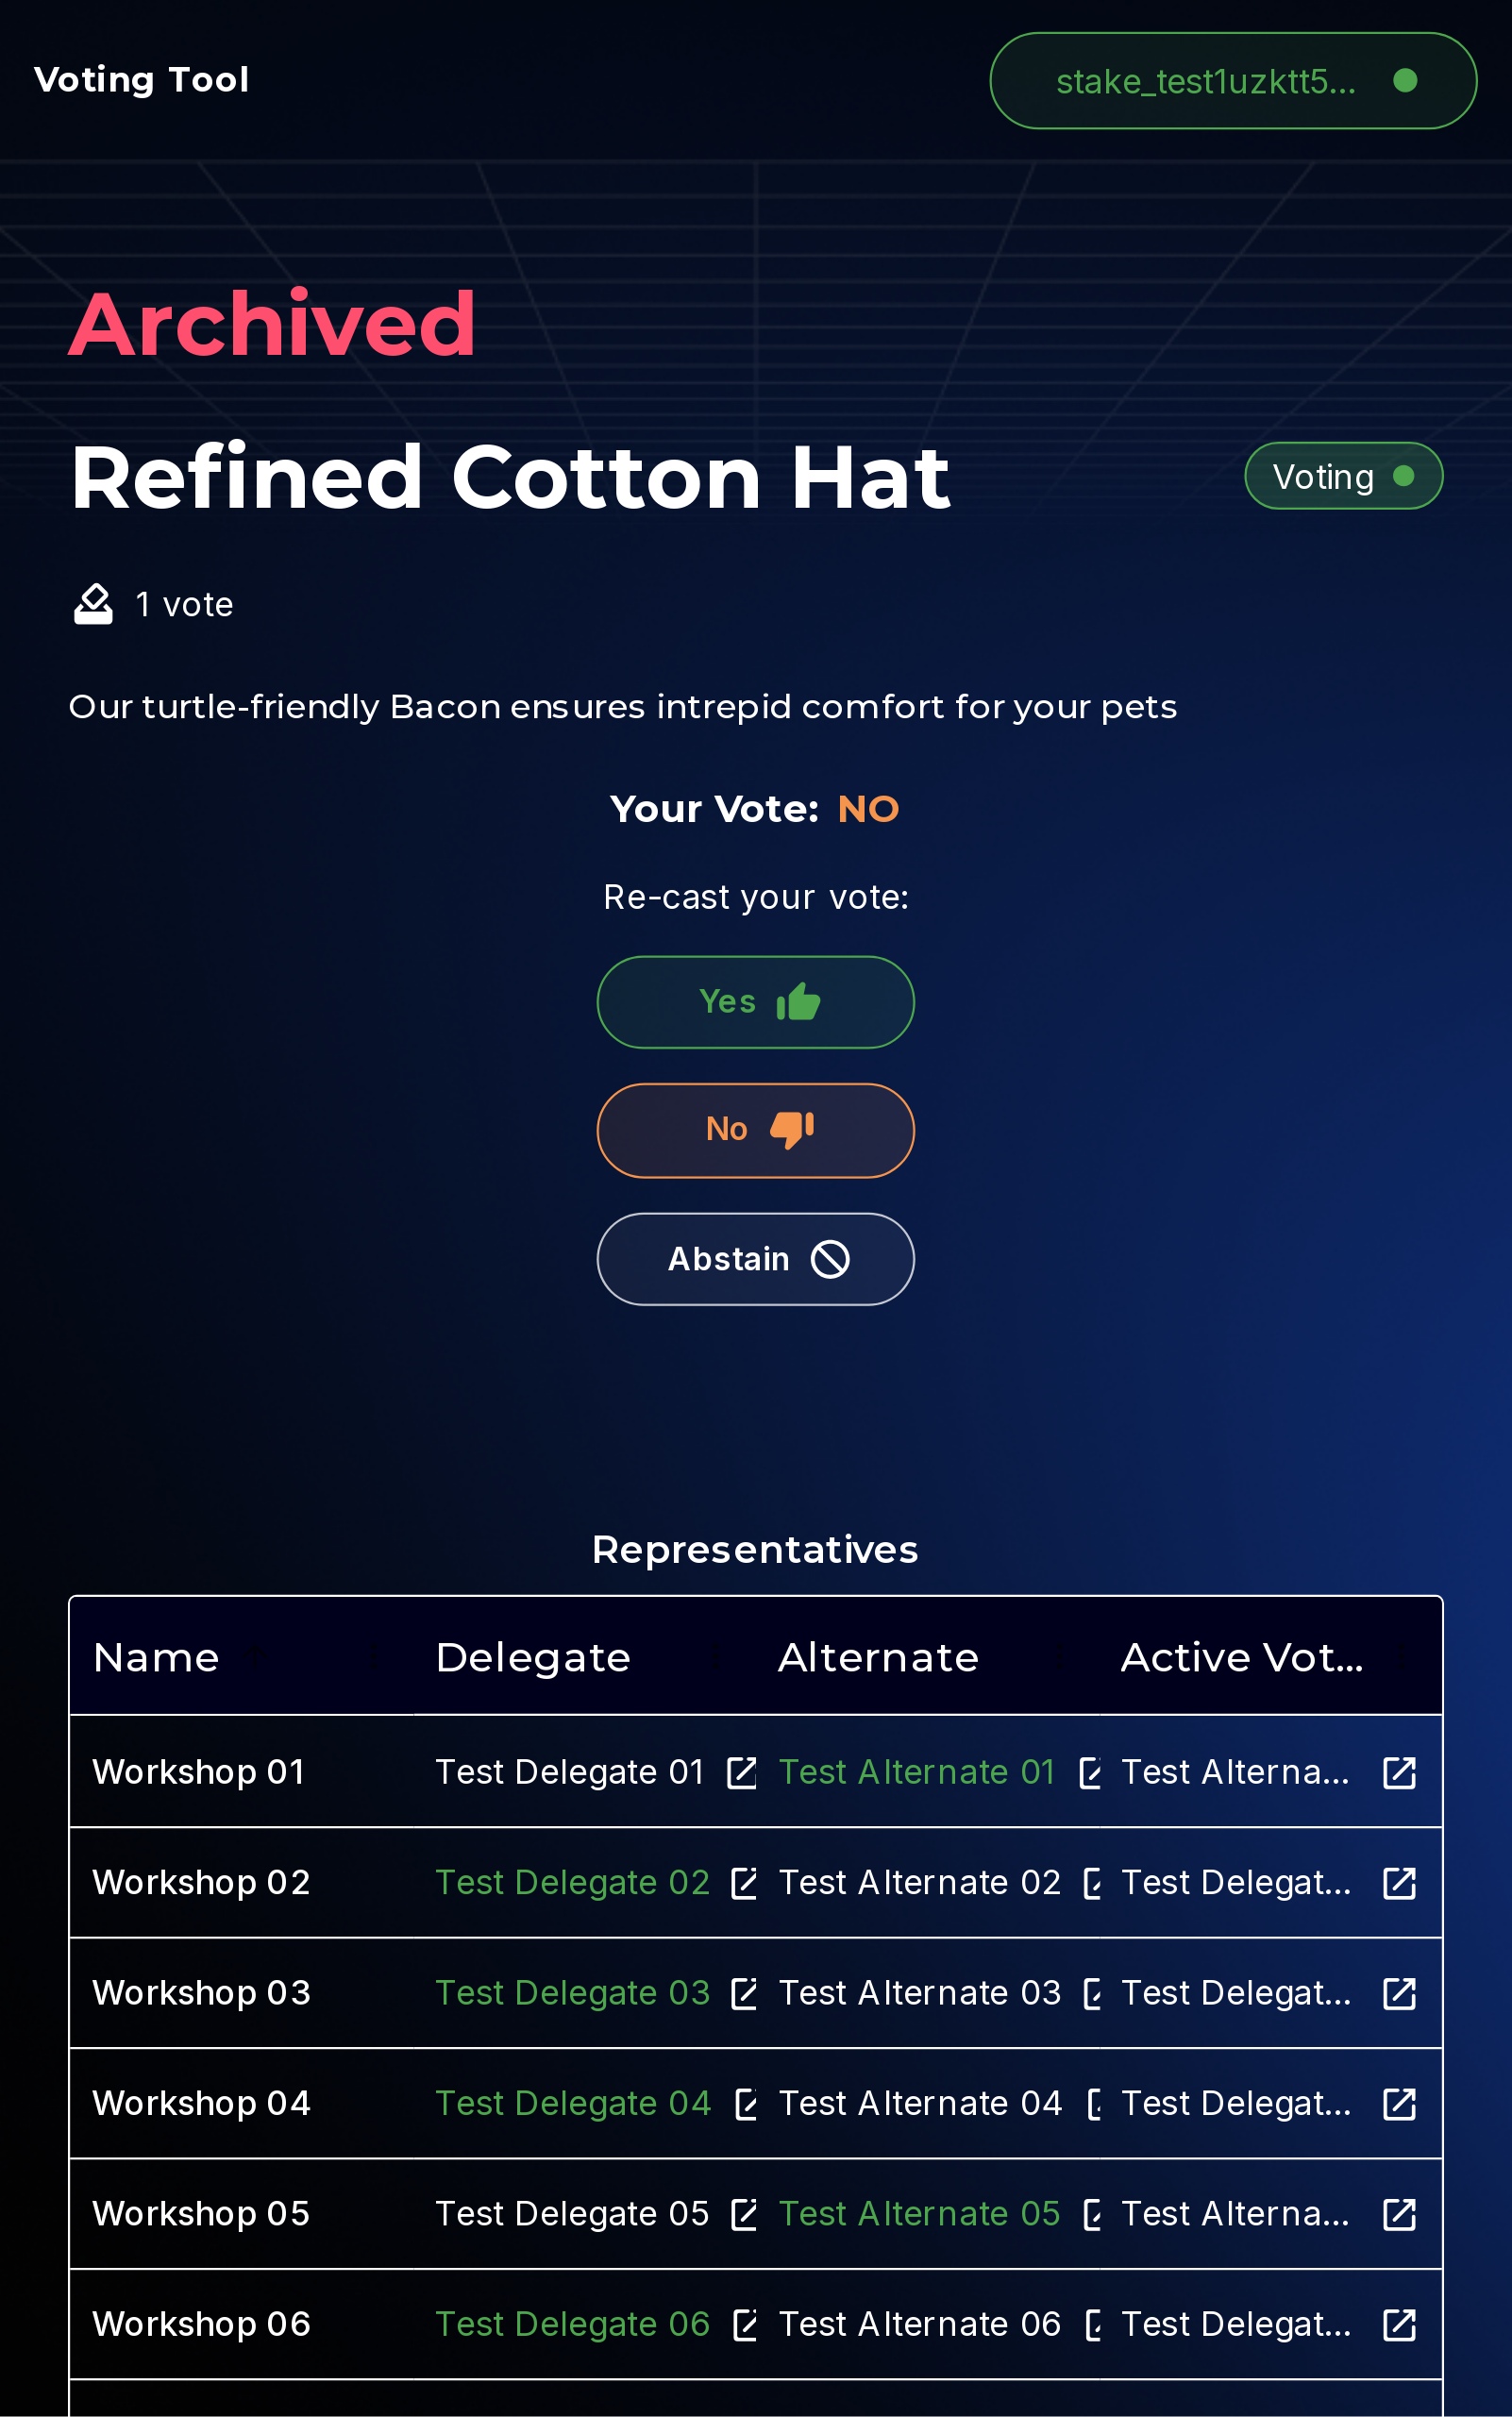 Voting Tool stake_test1uzktt5...
Archived
Refined Cotton Hat Voting
1 vote
Our turtle-friendly Bacon ensures intrepid comfort for your pets
Your Vote: NO
Re-cast your vote:
Yes
No
Abstain
Representatives
Name Delegate Alternate Active Vot...
Workshop 01 Test Delegate 01 Test Alternate 01 Test Alterna...
Workshop 02 Test Delegate 02 Test Alternate 02 Test Delegat...
Workshop 03 Test Delegate 03 Test Alternate 03 Test Delegat...
Workshop 04 Test Delegate 04 Test Alternate 04 Test Delegat...
Workshop 05 Test Delegate 05 Test Alternate 05 Test Alterna...
Workshop 06 Test Delegate 06 Test Alternate 06 Test Delegat...